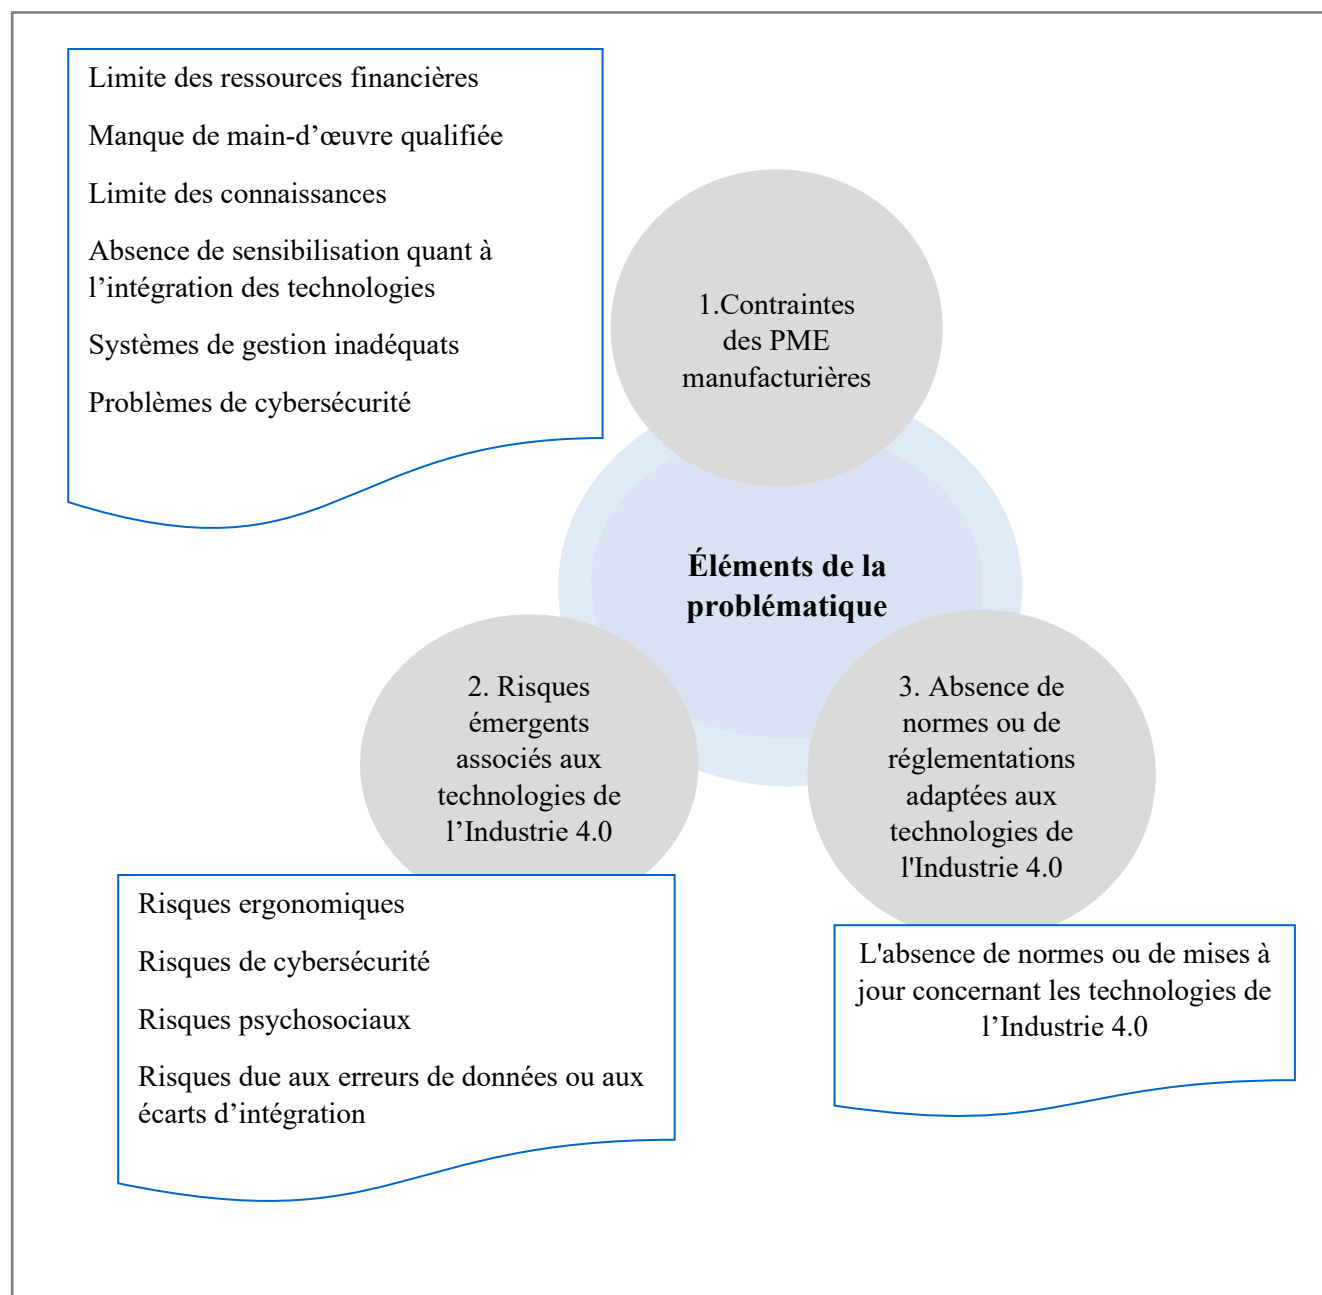 Limite des ressources financières
Manque de main-d’œuvre qualifiée
Limite des connaissances
Absence de sensibilisation quant à
l’intégration des technologies
Systèmes de gestion inadéquats
Problèmes de cybersécurité
1.Contraintes
des PME
manufacturières
Éléments de la
problématique
2. Risques
émergents
associés aux
technologies de
l’Industrie 4.0
3. Absence de
normes ou de
réglementations
adaptées aux
technologies de
l'Industrie 4.0
Risques ergonomiques
Risques de cybersécurité
Risques psychosociaux
Risques due aux erreurs de données ou aux
écarts d’intégration
L'absence de normes ou de mises à
jour concernant les technologies de
l’Industrie 4.0